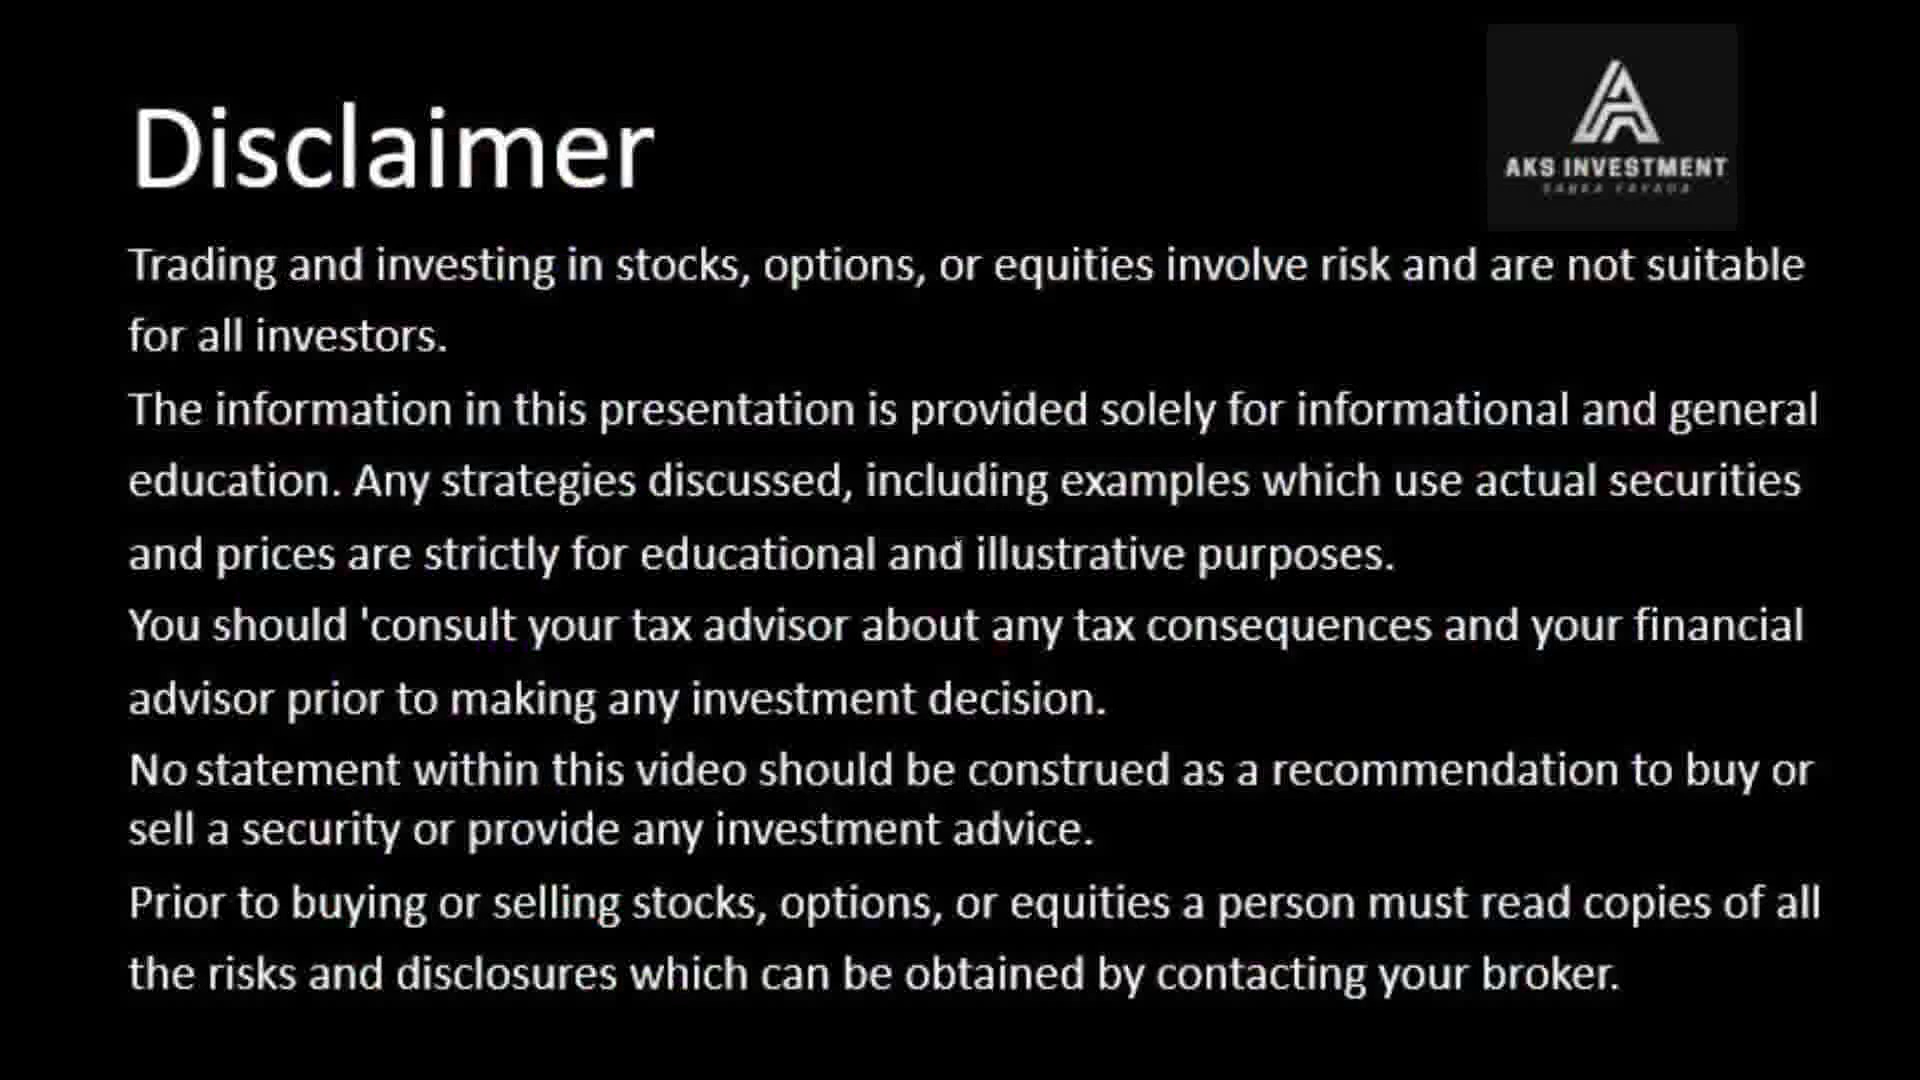 Disclaimer
AKS INVESTMENT
Trading and investing in stocks, options, or equities involve risk and are not suitable
for all investors.
The information in this presentation is provided solely for informational and general
education. Any strategies discussed, including examples which use actual securities
and prices are strictly for educational and illustrative purposes.
You should 'consult your tax advisor about any tax consequences and your financial
advisor prior to making any investment decision.
No statement within this video should be construed as a recommendation to buy or
sell a security or provide any investment advice.
Prior to buying or selling stocks, options, or equities a person must read copies of all
the risks and disclosures which can be obtained by contacting your broker.